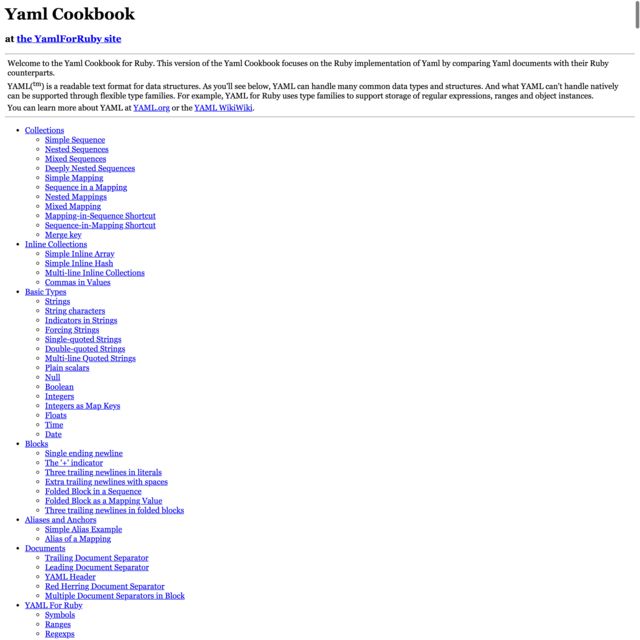 Yaml Cookbook
at the YamlForRuby site
Welcome to the Yaml Cookbook for Ruby. This version of the Yaml Cookbook focuses on the Ruby implementation of Yaml by comparing Yaml documents with their Ruby
counterparts.
YAML(tm) is a readable text format for data structures. As you'll see below, YAML can handle many common data types and structures. And what YAML can't handle natively
can be supported through flexible type families. For example, YAML for Ruby uses type families to support storage of regular expressions, ranges and object instances.
You can learn more about YAML at YAML.org or the YAML WikiWiki.
Collections
Simple Sequence
Nested Sequences
Mixed Sequences
Deeply Nested Sequences
Simple Mapping
Sequence in a Mapping
Nested Mappings
Mixed Mapping
Mapping-in-Sequence Shortcut
Sequence-in-Mapping Shortcut
Merge key
Inline Collections
Simple Inline Array
Simple Inline Hash
Multi-line Inline Collections
Commas in Values
Basic Types
Strings
String characters
Indicators in Strings
Forcing Strings
Single-quoted Strings
Double-quoted Strings
Multi-line Quoted Strings
Plain scalars
Null
Boolean
Integers
Integers as Map Keys
Floats
Time
Date
Blocks
Single ending newline
The '+' indicator
Three trailing newlines in literals
Extra trailing newlines with spaces
Folded Block in a Sequence
Folded Block as a Mapping Value
Three trailing newlines in folded blocks
Aliases and Anchors
Simple Alias Example
Alias of a Mapping
Documents
Trailing Document Separator
Leading Document Separator
YAML Header
Red Herring Document Separator
Multiple Document Separators in Block
YAML For Ruby
Symbols
Ranges
Regexps